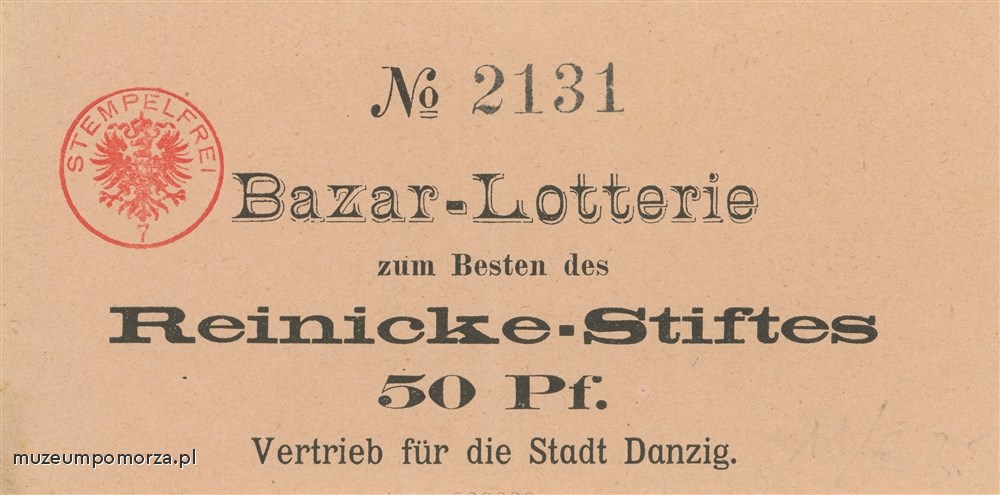 No 2131
STEMPELFREI
7
Bazar-Lotterie
zum Besten des
Reinicke-Stiftes
50 Pf.
Vertrieb für die Stadt Danzig.
muzeumpomorza.pl